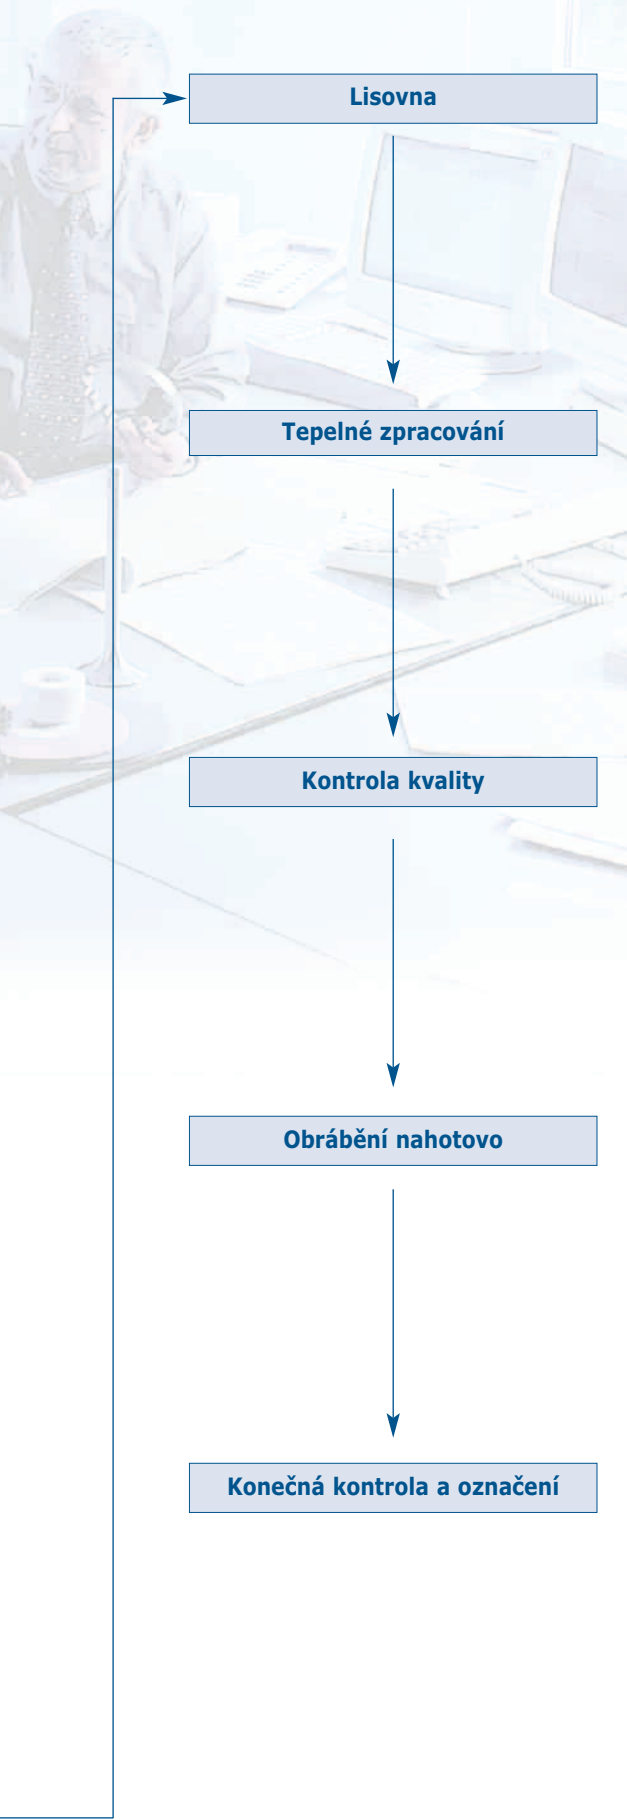 Lisovna
Tepelné zpracování
Kontrola kvality
Obrábění nahotovo
Konečná kontrola a označení